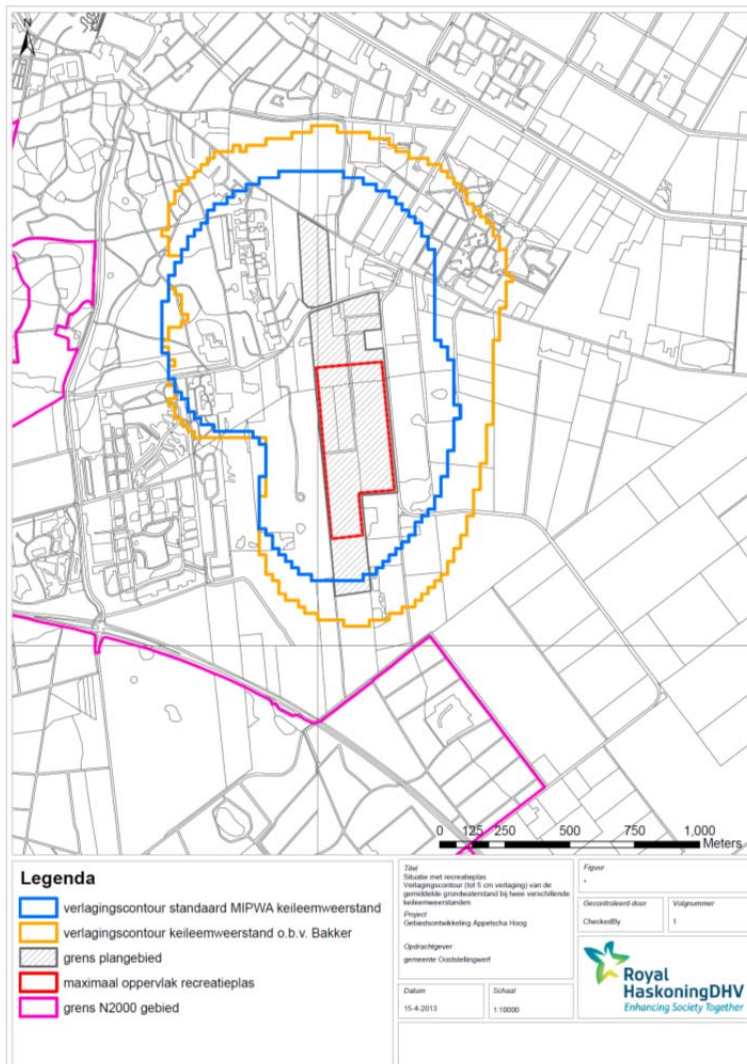 N
0 125 250 500 750 1,000
Meters
Legenda
verlagingscontour standaard MIPWA keileemweerstand
verlagingscontour keileemweerstand o.b.v. Bakker
grens plangebied
maximaal oppervlak recreatieplas
grens N2000 gebied
Titel
Situatie met recreatieplas
Verlagingscontour (tot 5 cm verlaging) van de
gemiddelde grondwaterstand bij twee verschillende
keileemweerstanden
Project
Gebiedsontwikkeling Appelscha Hoog
Opdrachtgever
gemeente Ooststellingwerf
Datum
15-4-2013
Schaal
1:10000
Figuur
*
Gecontroleerd door
CheckedBy
Volgnummer
1
Royal
HaskoningDHV
Enhancing Society Together